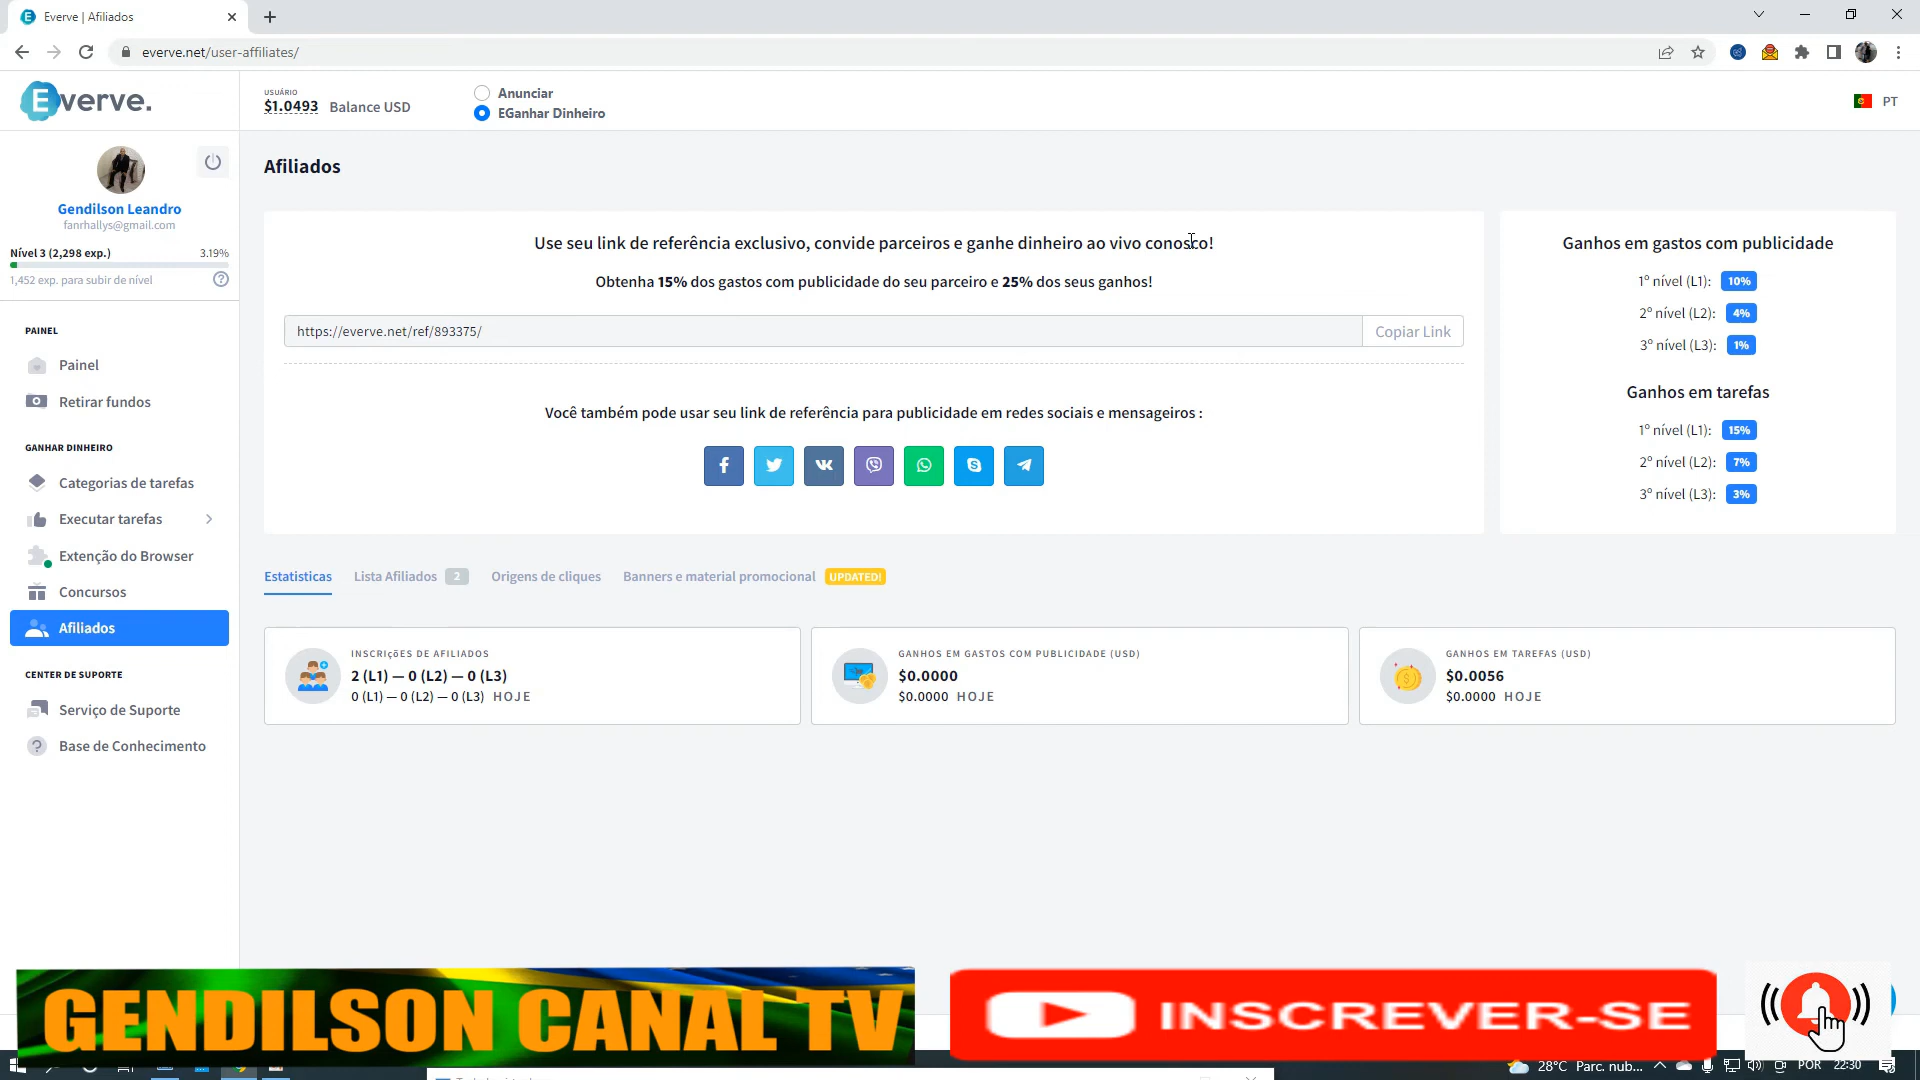 Everve | Afiliados
everve.net/user-affiliates/
Everve.
USUÁRIO
$1.0493 Balance USD
Anunciar
EGanhar Dinheiro
PT
Gendilson Leandro
fanrhallys@gmail.com
Nível 3 (2,298 exp.) 3.19%
1,452 exp. para subir de nível
PAINEL
Painel
Retirar fundos
GANHAR DINHEIRO
Categorias de tarefas
Executar tarefas
Extenção do Browser
Concursos
Afiliados
CENTER DE SUPORTE
Serviço de Suporte
Base de Conhecimento
Afiliados
Use seu link de referência exclusivo, convide parceiros e ganhe dinheiro ao vivo conosco!
Obtenha 15% dos gastos com publicidade do seu parceiro e 25% dos seus ganhos!
https://everve.net/ref/893375/ Copiar Link
Você também pode usar seu link de referência para publicidade em redes sociais e mensageiros :
Ganhos em gastos com publicidade
1º nível (L1): 10%
2º nível (L2): 4%
3º nível (L3): 1%
Ganhos em tarefas
1º nível (L1): 15%
2º nível (L2): 7%
3º nível (L3): 3%
Estatisticas Lista Afiliados 2 Origens de cliques Banners e material promocional UPDATED!
INSCRIÇõES DE AFILIADOS
2 (L1) — 0 (L2) — 0 (L3)
0 (L1) — 0 (L2) — 0 (L3) HOJE
GANHOS EM GASTOS COM PUBLICIDADE (USD)
$0.0000
$0.0000 HOJE
GANHOS EM TAREFAS (USD)
$0.0056
$0.0000 HOJE
GENDILSON CANAL TV
INSCREVER-SE
28°C Parc. nub... POR 22:30